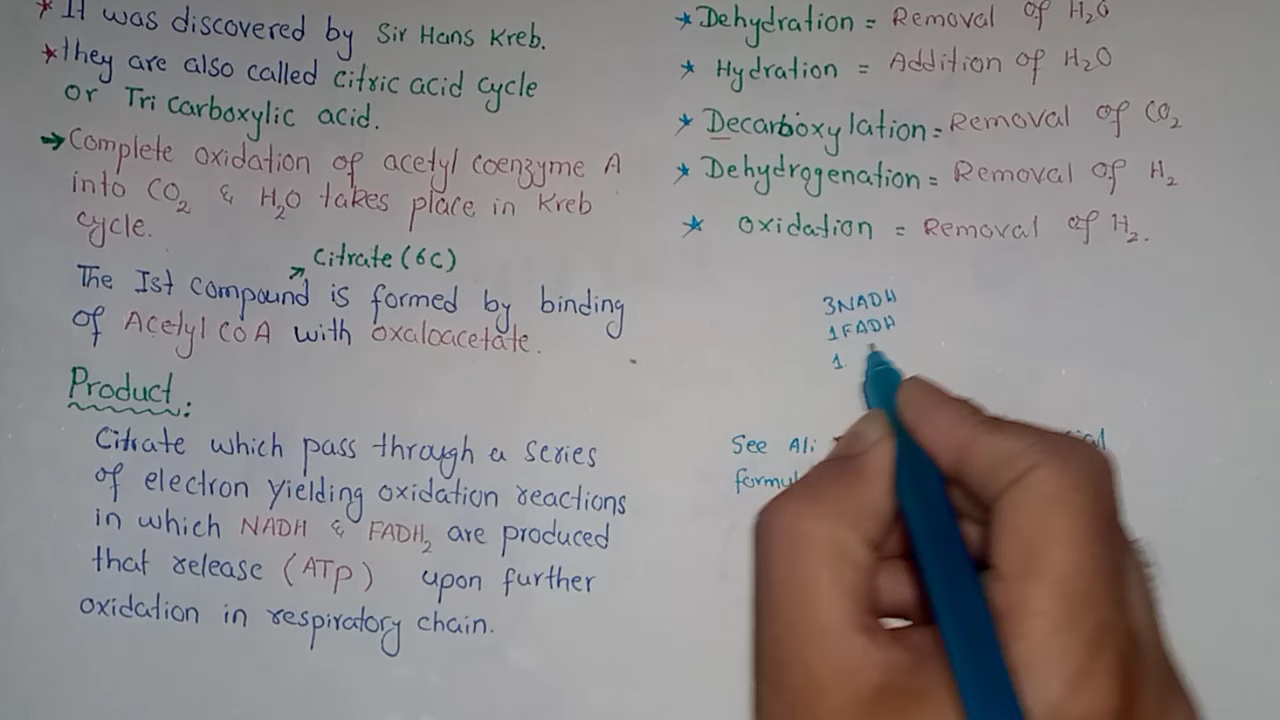 * It was discovered by Sir Hans Kreb.
* They are also called Citric acid cycle
or Tri carboxylic acid.
→ Complete oxidation of acetyl coenzyme A
into CO₂ & H₂O takes place in Kreb
cycle.
Citrate (6C)
The Ist compound is formed by binding
of Acetyl CoA with oxaloacetate.
Product:
Citrate which pass through a series
of electron yielding oxidation reactions
in which NADH & FADH₂ are produced
that release (ATP) upon further
oxidation in respiratory chain.
* Dehydration = Removal of H₂O
* Hydration = Addition of H₂O
* Decarboxylation = Removal of CO₂
* Dehydrogenation = Removal of H₂
* Oxidation = Removal of H₂.
3NADH
1FADH
1
See Ali